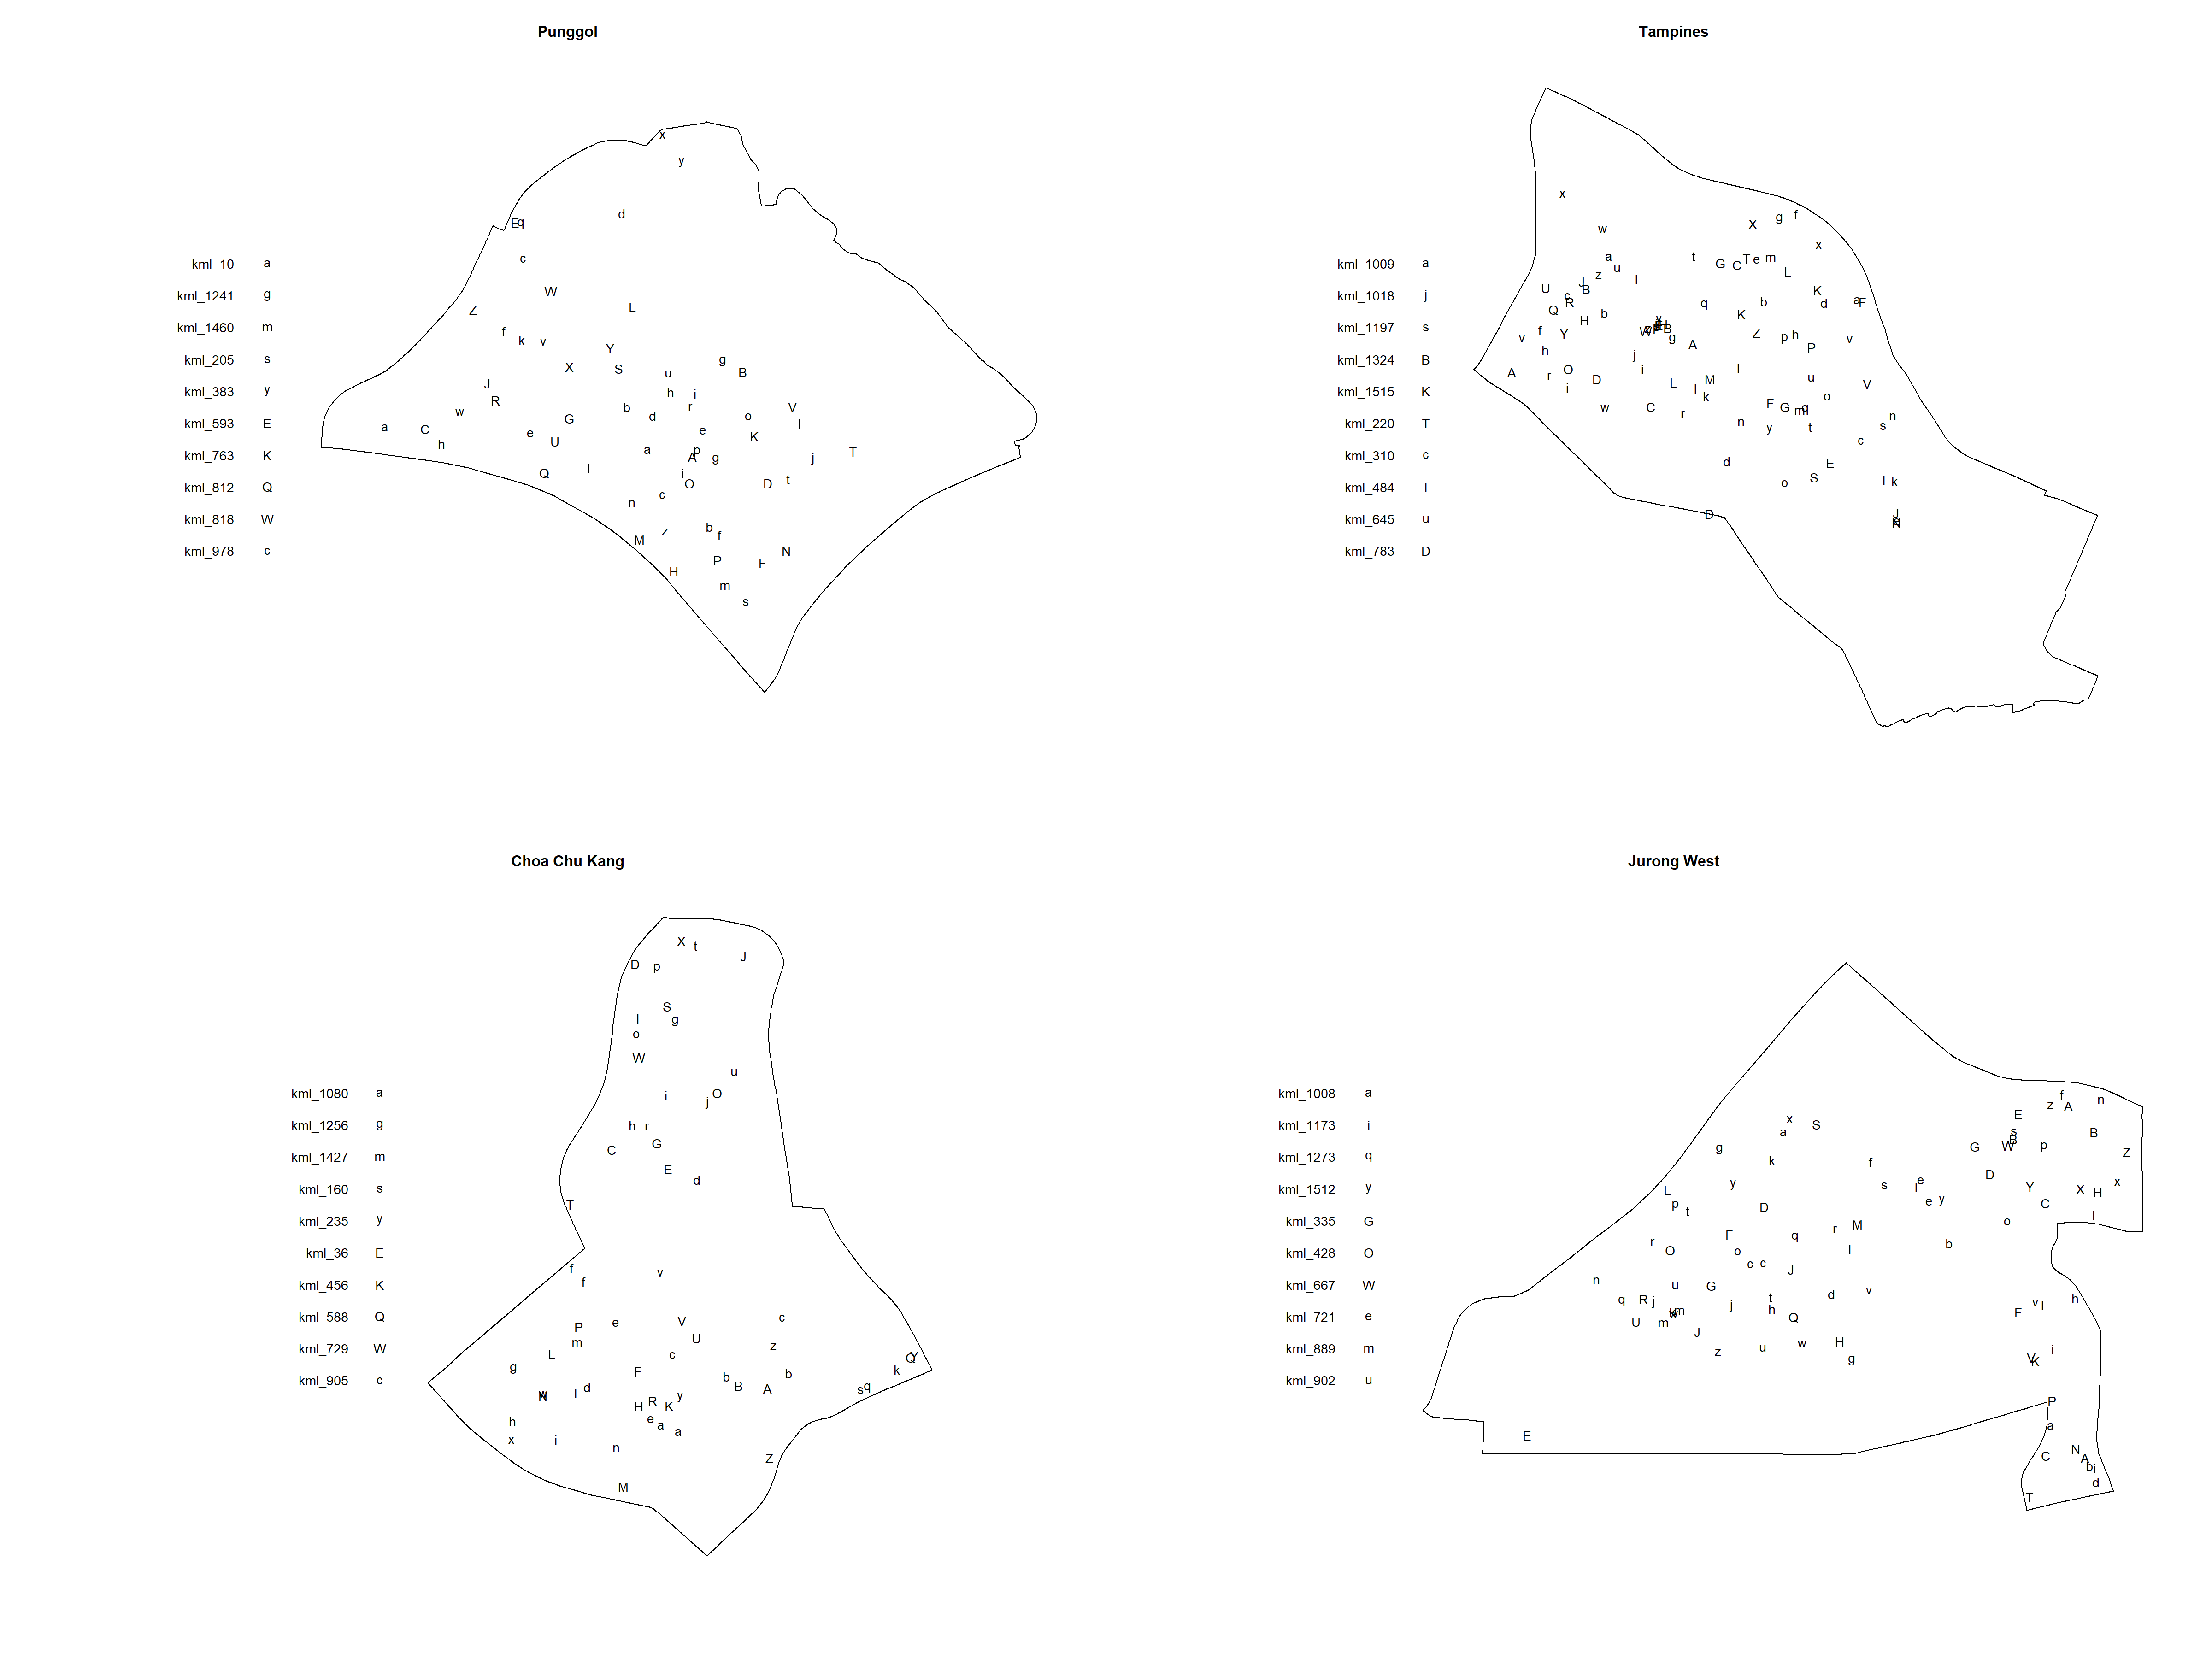 Punggol
kml_10 a
kml_1241 g
kml_1460 m
kml_205 s
kml_383 y
kml_593 E
kml_763 K
kml_812 Q
kml_818 W
kml_978 c
x
y
d
E q
c
W
Z L
f k v Y
X S u g B
J h i
R b r V
w d o l
a C G e K
h e U a p T
A g j
Q l i
O D t
n c
z b f
M
P F N
H
m
s
Tampines
kml_1009 a
kml_1018 j
kml_1197 s
kml_1324 B
kml_1515 K
kml_220 T
kml_310 c
kml_484 I
kml_645 u
kml_783 D
x
g f
w X
x
a t G C T e m
z u l L
U J B K
c R q b d a F
Q H b K
y
v f Y W B g Z p h v
h j A P
A r O i l u
i D L I M V
w C r k F G m q o
n y t s n
c
d E
o S l k
D J
N
Choa Chu Kang
kml_1080 a
kml_1256 g
kml_1427 m
kml_160 s
kml_235 y
kml_36 E
kml_456 K
kml_588 Q
kml_729 W
kml_905 c
X t
D p J
S
l g
o
W
u
i j O
h r
C G
E
d
T
f f v
P e V c
m U
L c z Q Y
g F b b k
N l d B A s q
H R K y
h e a a
x i n
Z
M
Jurong West
kml_1008 a
kml_1173 i
kml_1273 q
kml_1512 y
kml_335 G
kml_428 O
kml_667 W
kml_721 e
kml_889 m
kml_902 u
f n
z A
x S E
a s B
g G W B p
k f Z
L y s l e D Y X H x
p t D e y C
F q r M o l
r O o l b
c c J
n u G d v
q R j j t h v l h
m h F
U m J Q
z u w H i
g V K
P
a
E
N
C A
b i
d
T